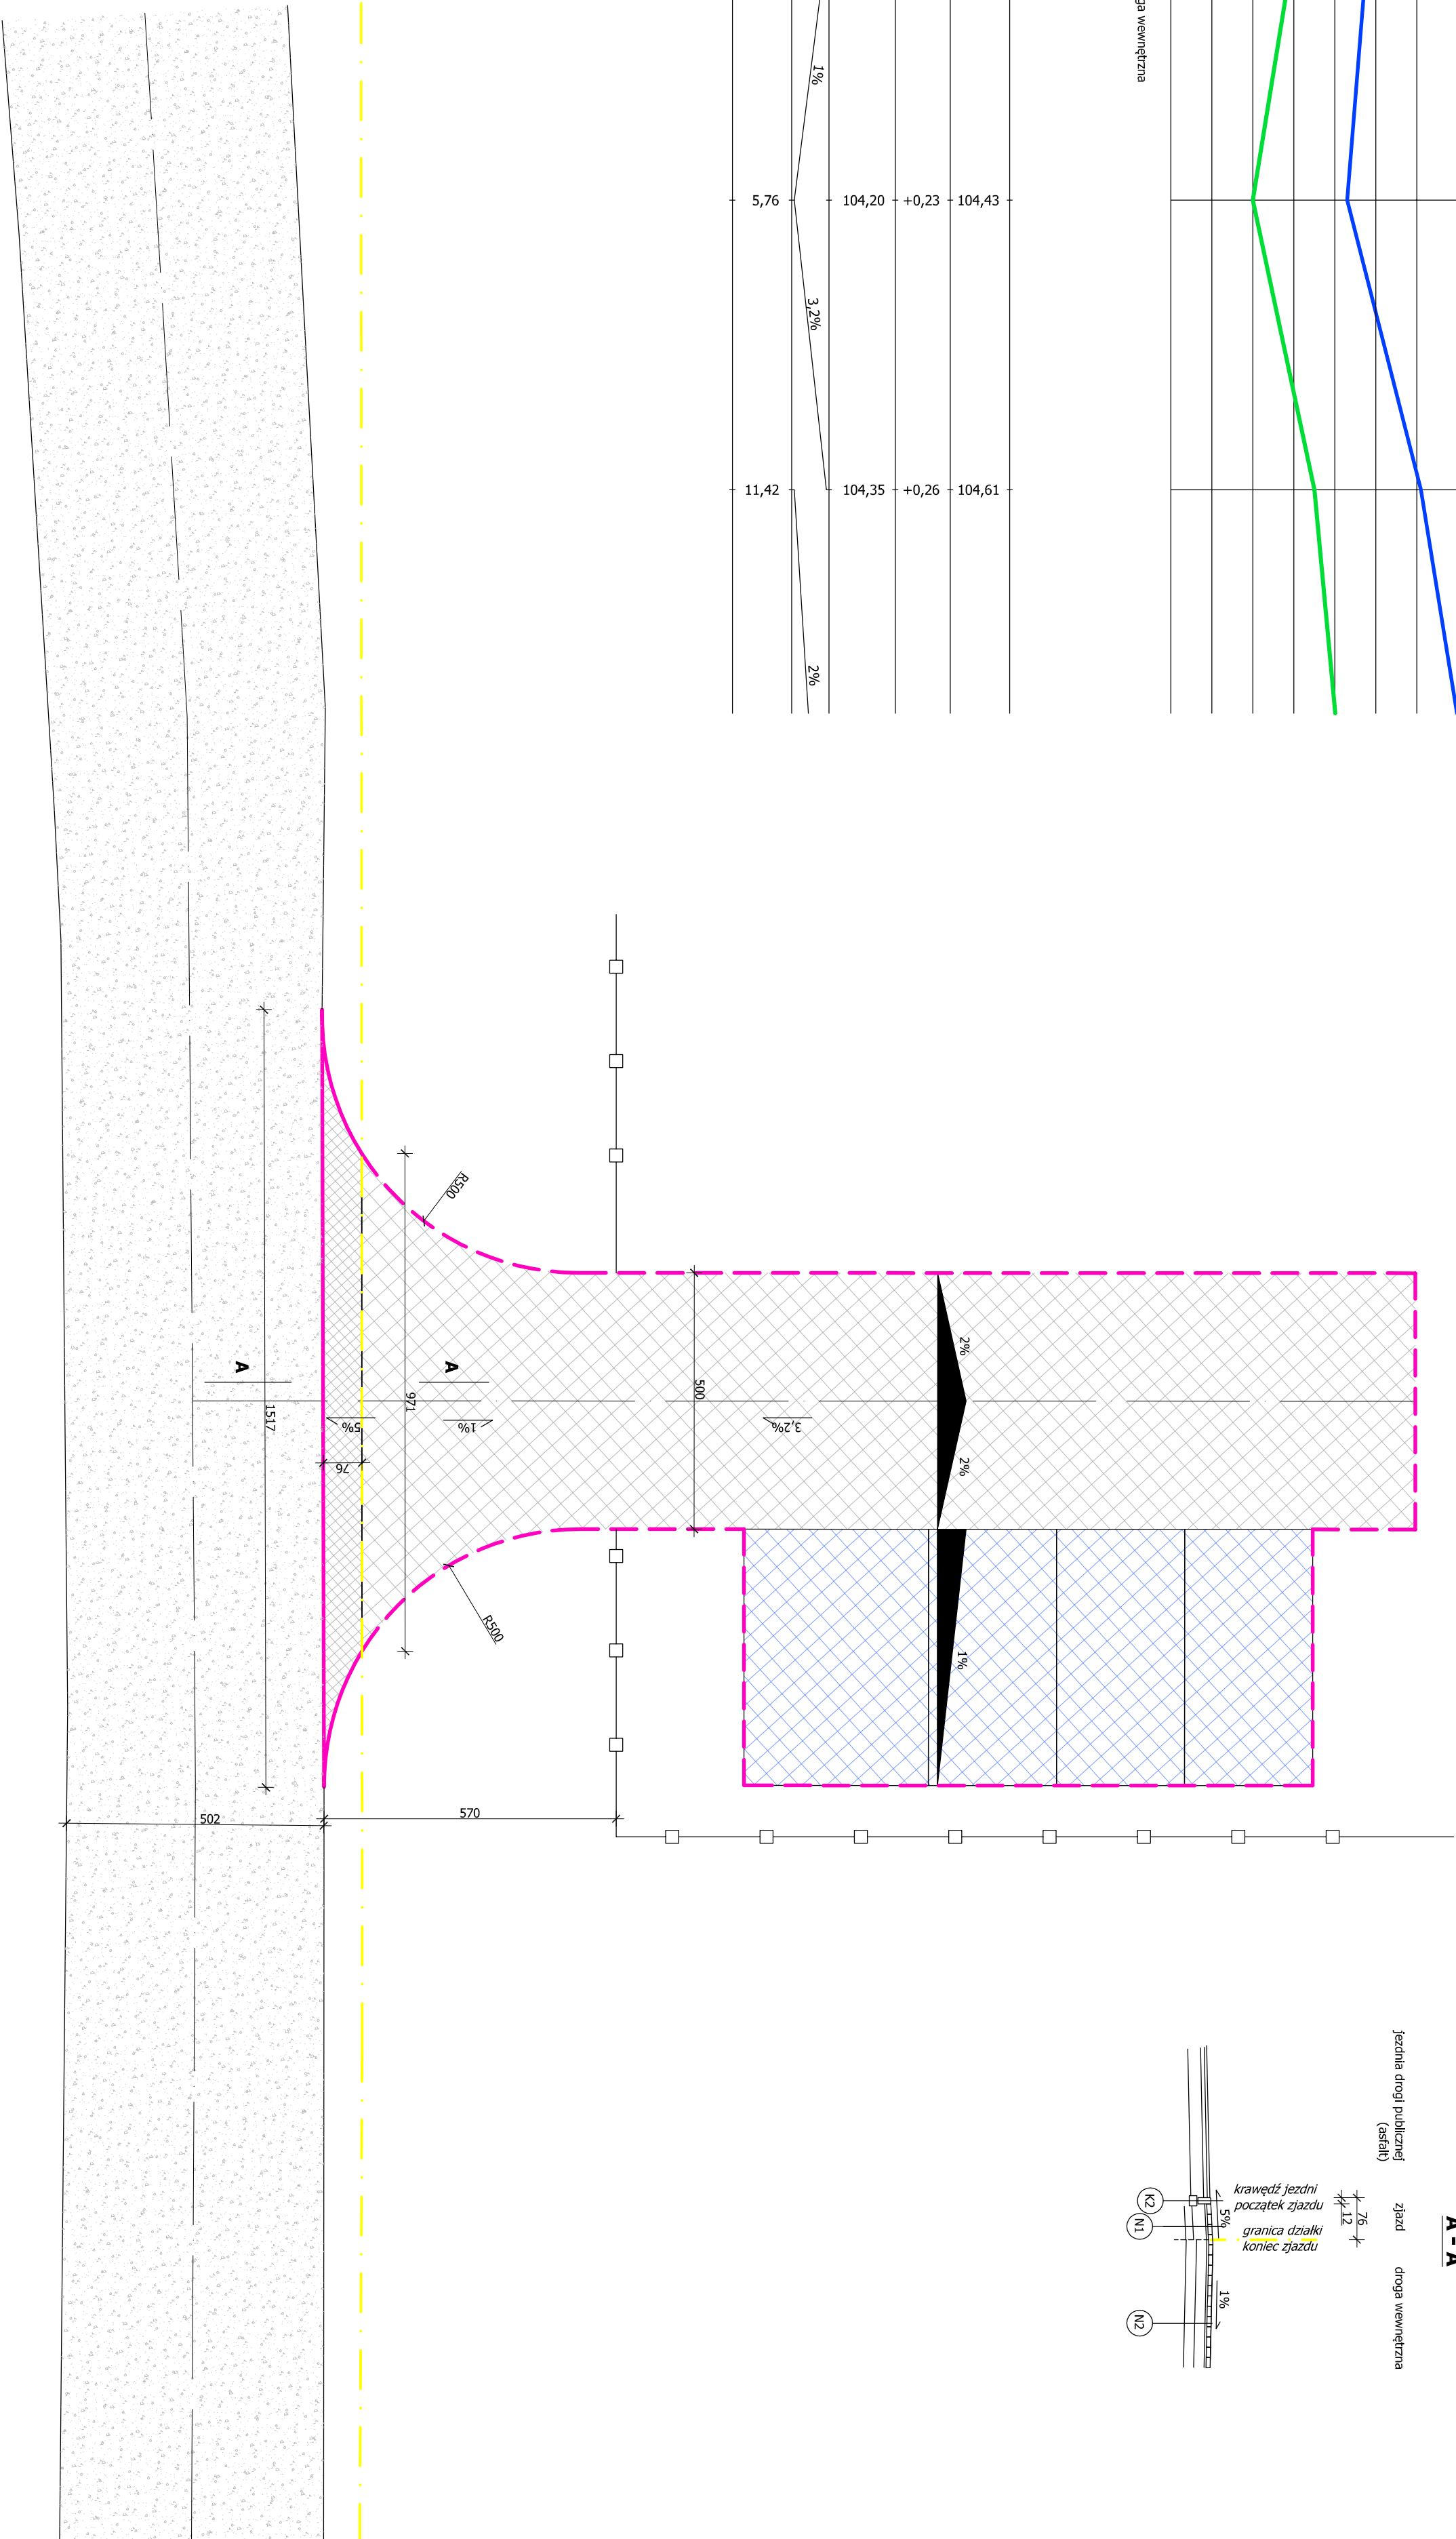 ga wewnętrzna
1%
3,2%
2%
5,76
104,20
+0,23
104,43
11,42
104,35
+0,26
104,61
R500
R500
A
A
1517
971
500
5%
1%
3,2%
76
2%
2%
1%
502
570
A - A
jezdnia drogi publicznej
(asfalt)
zjazd
droga wewnętrzna
76
12
krawędź jezdni
początek zjazdu
granica działki
koniec zjazdu
5%
1%
K2
N1
N2